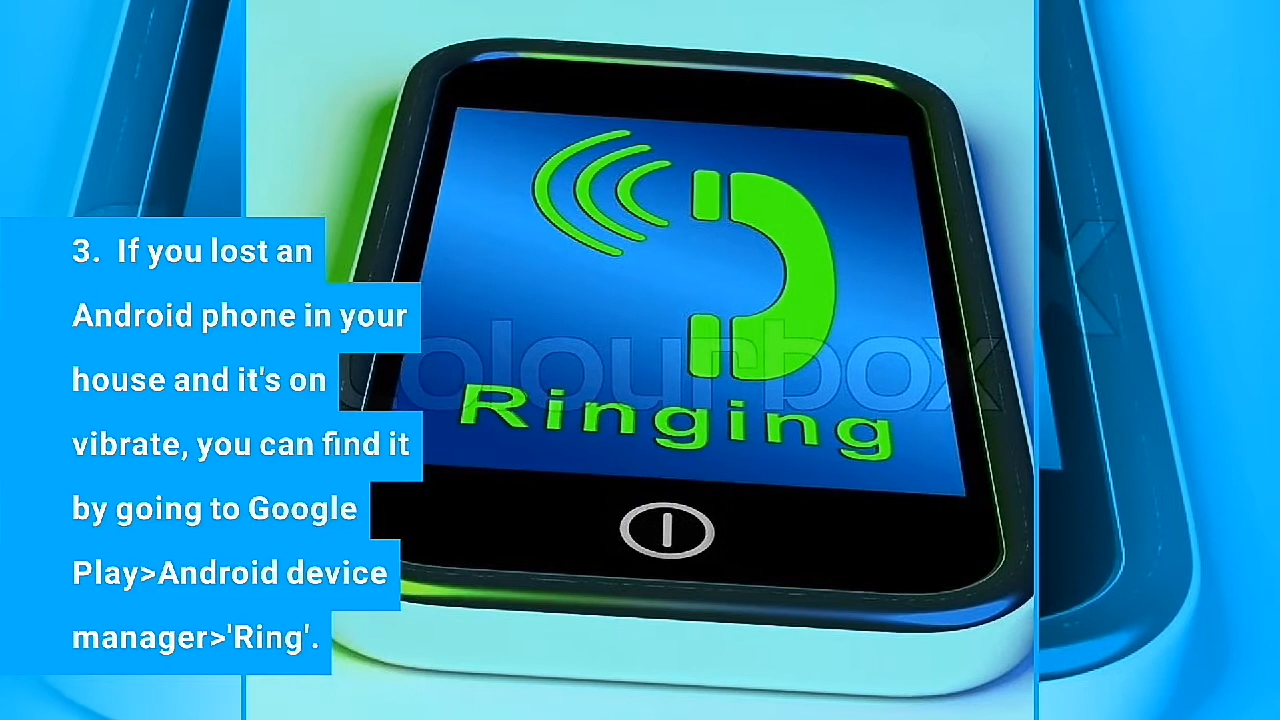 3. If you lost an
Android phone in your
house and it's on
vibrate, you can find it
by going to Google
Play>Android device
manager>'Ring'.
Ringing
colourbox